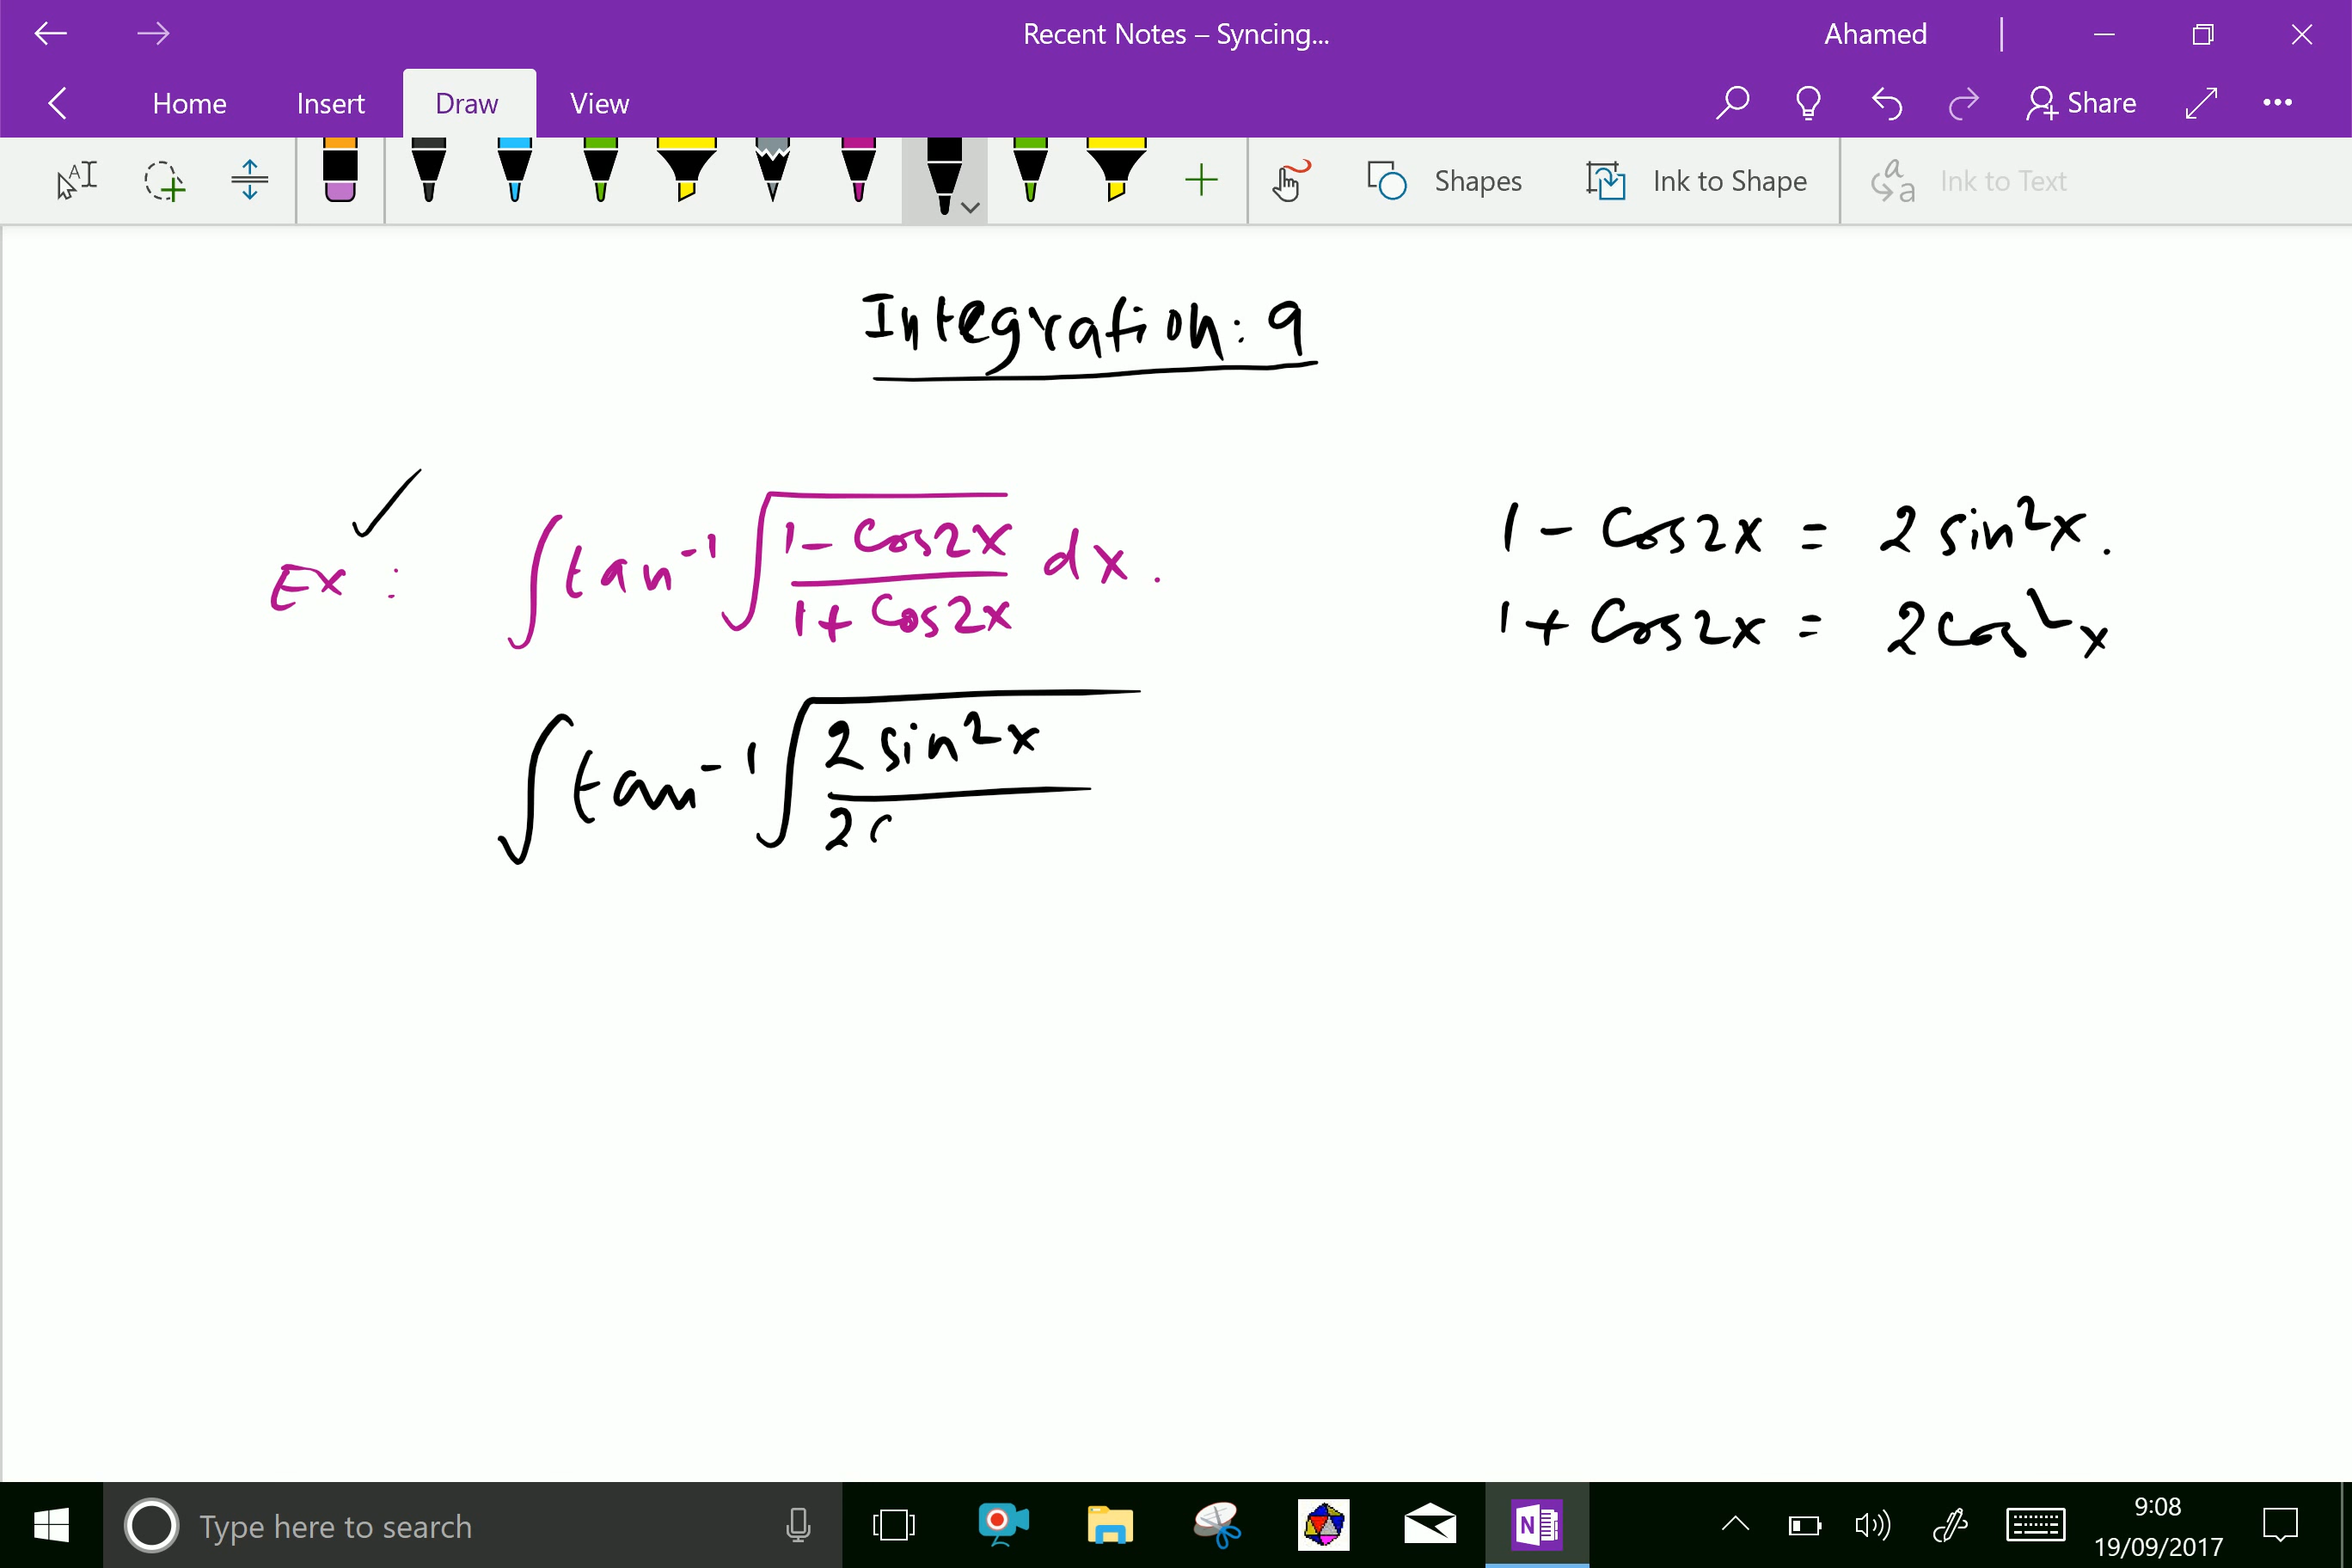 Recent Notes – Syncing...
Ahamed
Home Insert Draw View Share
Shapes Ink to Shape Ink to Text
Integration: 9
Ex : ∫ tan⁻¹ √((1 - Cos2x)/(1 + Cos2x)) dx.
1 - Cos2x = 2 sin²x.
1 + Cos2x = 2cos²x
∫ tan⁻¹ √((2 sin²x)/(2c
Type here to search
9:08
19/09/2017